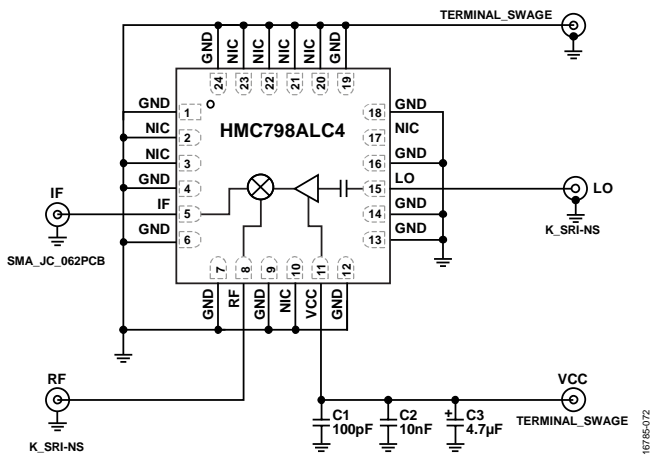 TERMINAL_SWAGE
GND NIC NIC NIC NIC GND
24 23 22 21 20 19
HMC798ALC4
GND 1
NIC 2
NIC 3
GND 4
IF 5
GND 6
18 GND
17 NIC
16 GND
15 LO
14 GND
13 GND
IF
SMA_JC_062PCB
LO
K_SRI-NS
7 8 9 10 11 12
GND RF GND NIC VCC GND
RF
K_SRI-NS
C1
100pF
C2
10nF
+ C3
4.7µF
VCC
TERMINAL_SWAGE
16785-072